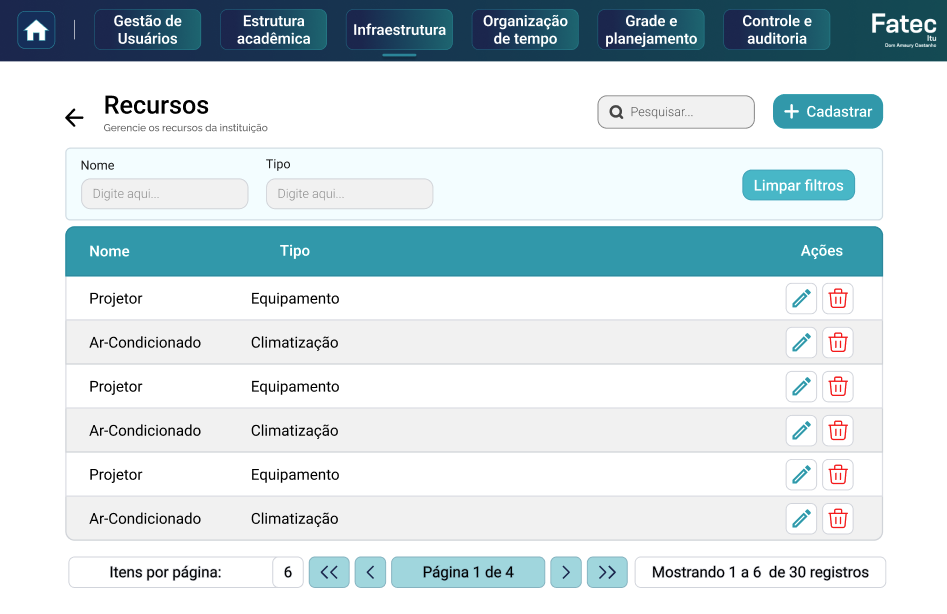 Gestão de
Usuários
Estrutura
acadêmica
Infraestrutura
Organização
de tempo
Grade e
planejamento
Controle e
auditoria
Fatec
Itu
Dom Amaury Castanho
Recursos
Gerencie os recursos da instituição
Pesquisar...
+ Cadastrar
Nome
Tipo
Digite aqui...
Digite aqui...
Limpar filtros
Nome Tipo Ações
Projetor Equipamento
Ar-Condicionado Climatização
Projetor Equipamento
Ar-Condicionado Climatização
Projetor Equipamento
Ar-Condicionado Climatização
Itens por página: 6 << < Página 1 de 4 > >> Mostrando 1 a 6 de 30 registros